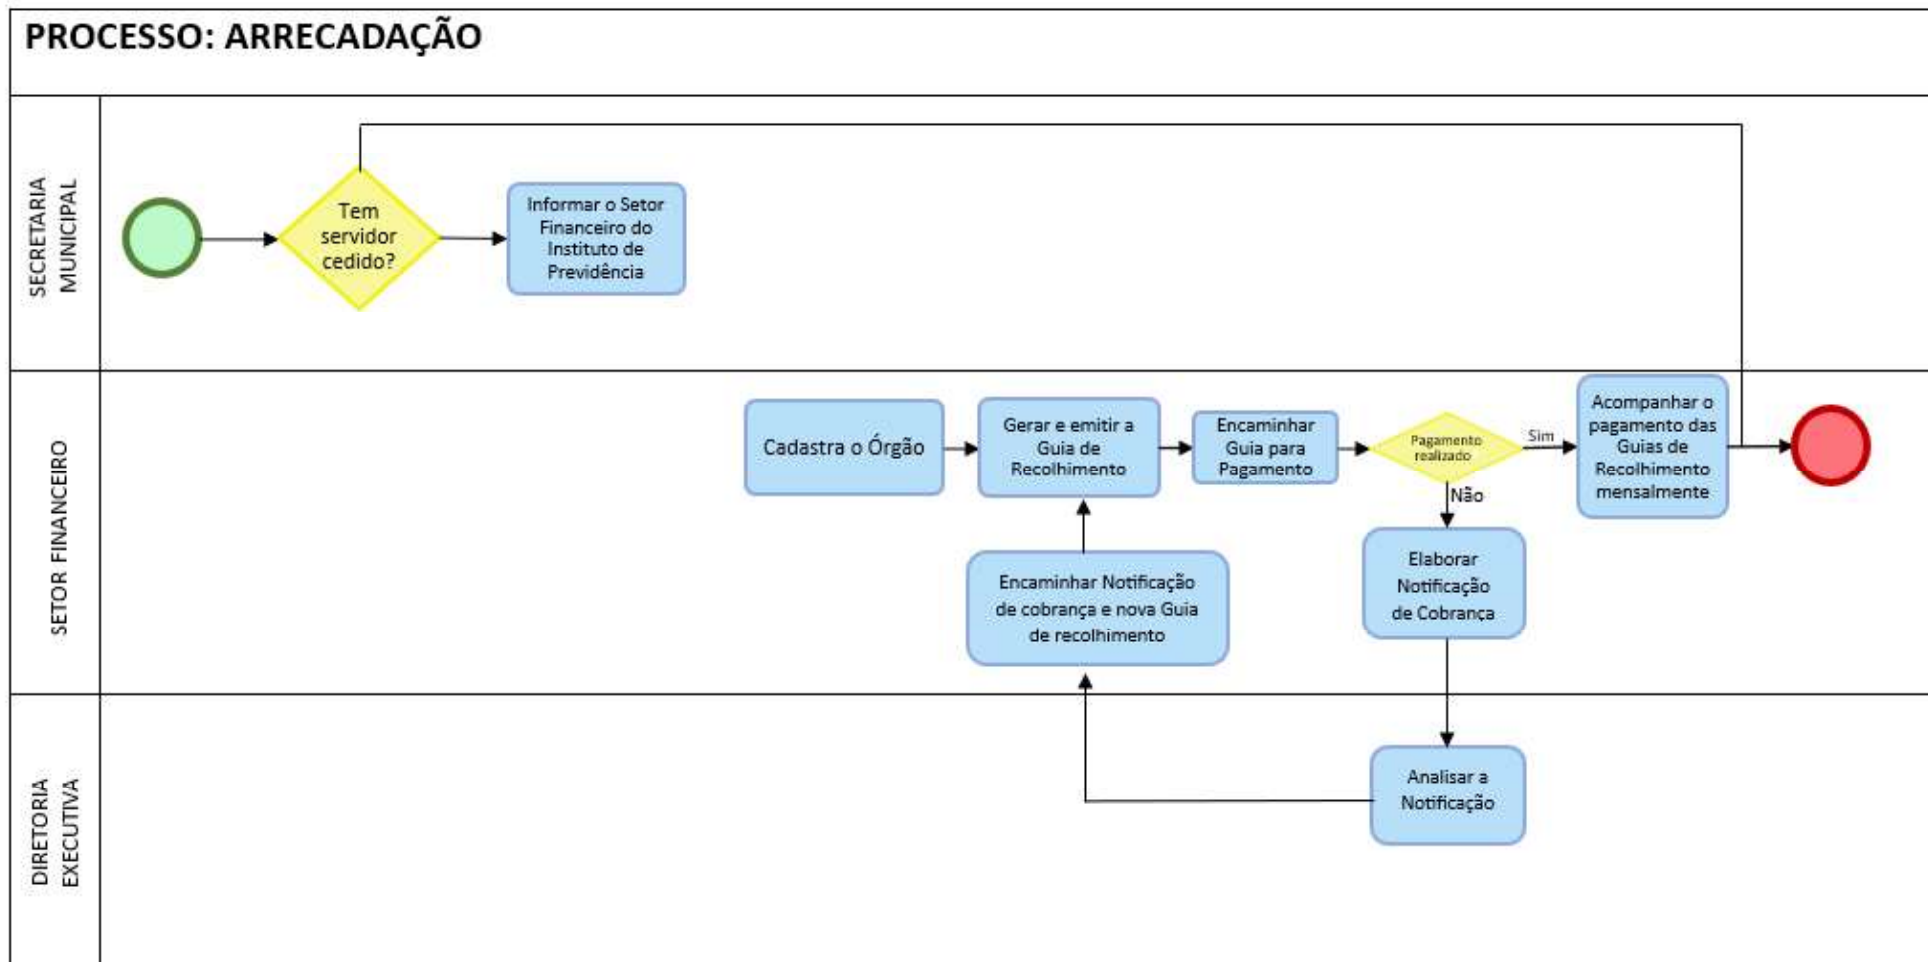 PROCESSO: ARRECADAÇÃO
SECRETARIA
MUNICIPAL
Tem
servidor
cedido?
Informar o Setor
Financeiro do
Instituto de
Previdência
SETOR FINANCEIRO
Cadastra o Órgão
Gerar e emitir a
Guia de
Recolhimento
Encaminhar
Guia para
Pagamento
Pagamento
realizado
Sim
Não
Acompanhar o
pagamento das
Guias de
Recolhimento
mensalmente
Encaminhar Notificação
de cobrança e nova Guia
de recolhimento
Elaborar
Notificação
de Cobrança
DIRETORIA
EXECUTIVA
Analisar a
Notificação